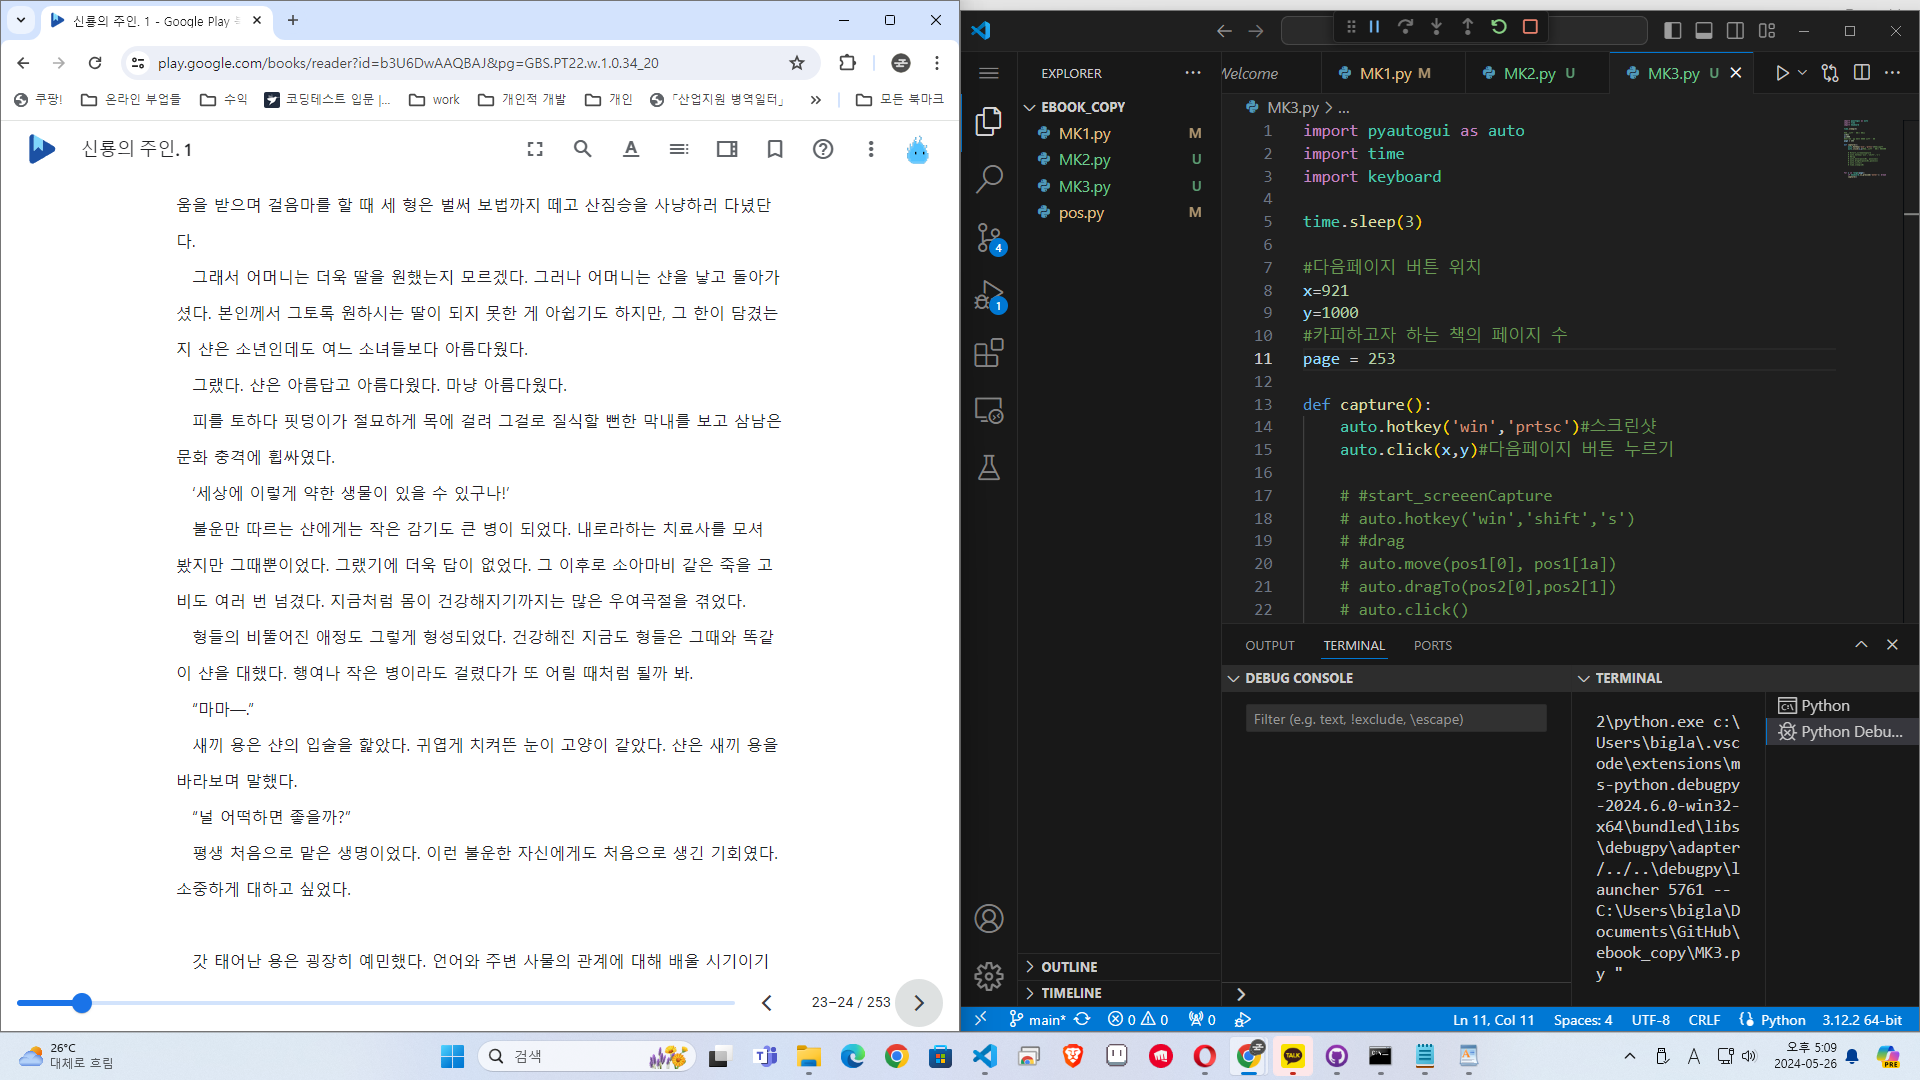 신룡의 주인. 1 - Google Play
play.google.com/books/reader?id=b3U6DwAAQBAJ&pg=GBS.PT22.w.1.0.34_20
쿠팡!
온라인 부업들
수익
코딩테스트 입문 |...
work
개인적 개발
개인
「산업지원 병역일터」
»
모든 북마크
신룡의 주인. 1
움을 받으며 걸음마를 할 때 세 형은 벌써 보법까지 떼고 산짐승을 사냥하러 다녔단
다.
그래서 어머니는 더욱 딸을 원했는지 모르겠다. 그러나 어머니는 샨을 낳고 돌아가
셨다. 본인께서 그토록 원하시는 딸이 되지 못한 게 아쉽기도 하지만, 그 한이 담겼는
지 샨은 소년인데도 여느 소녀들보다 아름다웠다.
그랬다. 샨은 아름답고 아름다웠다. 마냥 아름다웠다.
피를 토하다 핏덩이가 절묘하게 목에 걸려 그걸로 질식할 뻔한 막내를 보고 삼남은
문화 충격에 휩싸였다.
‘세상에 이렇게 약한 생물이 있을 수 있구나!’
불운만 따르는 샨에게는 작은 감기도 큰 병이 되었다. 내로라하는 치료사를 모셔
봤지만 그때뿐이었다. 그랬기에 더욱 답이 없었다. 그 이후로 소아마비 같은 죽을 고
비도 여러 번 넘겼다. 지금처럼 몸이 건강해지기까지는 많은 우여곡절을 겪었다.
형들의 비뚤어진 애정도 그렇게 형성되었다. 건강해진 지금도 형들은 그때와 똑같
이 샨을 대했다. 행여나 작은 병이라도 걸렸다가 또 어릴 때처럼 될까 봐.
“마마―.”
새끼 용은 샨의 입술을 핥았다. 귀엽게 치켜뜬 눈이 고양이 같았다. 샨은 새끼 용을
바라보며 말했다.
“널 어떡하면 좋을까?”
평생 처음으로 맡은 생명이었다. 이런 불운한 자신에게도 처음으로 생긴 기회였다.
소중하게 대하고 싶었다.
갓 태어난 용은 굉장히 예민했다. 언어와 주변 사물의 관계에 대해 배울 시기이기
23–24 / 253
EXPLORER
EBOOK_COPY
MK1.py M
MK2.py U
MK3.py U
pos.py M
OUTLINE
TIMELINE
Welcome
MK1.py M
MK2.py U
MK3.py U
MK3.py > ...
1 import pyautogui as auto
2 import time
3 import keyboard
4
5 time.sleep(3)
6
7 #다음페이지 버튼 위치
8 x=921
9 y=1000
10 #카피하고자 하는 책의 페이지 수
11 page = 253
12
13 def capture():
14 auto.hotkey('win','prtsc')#스크린샷
15 auto.click(x,y)#다음페이지 버튼 누르기
16
17 # #start_screeenCapture
18 # auto.hotkey('win','shift','s')
19 # #drag
20 # auto.move(pos1[0], pos1[1a])
21 # auto.dragTo(pos2[0],pos2[1])
22 # auto.click()
OUTPUT
TERMINAL
PORTS
DEBUG CONSOLE
Filter (e.g. text, !exclude, \escape)
TERMINAL
2\python.exe c:\
Users\bigla\.vsc
ode\extensions\m
s-python.debugpy
-2024.6.0-win32-
x64\bundled\libs
\debugpy\adapter
/../..\debugpy\l
auncher 5761 --
C:\Users\bigla\D
ocuments\GitHub\
ebook_copy\MK3.p
y "
Python
Python Debu...
4
1
main*
0 0
0
Ln 11, Col 11
Spaces: 4
UTF-8
CRLF
Python
3.12.2 64-bit
26°C
대체로 흐림
검색
TALK
A
오후 5:09
2024-05-26
PRE